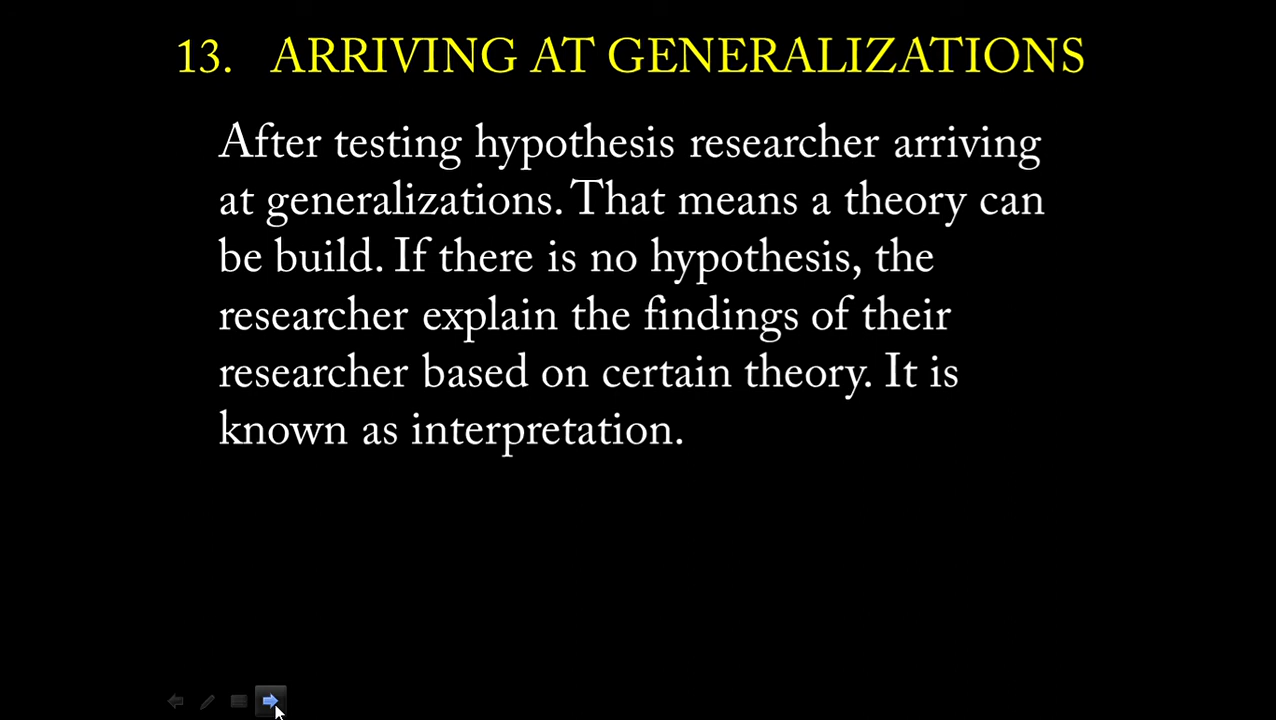 13. ARRIVING AT GENERALIZATIONS
After testing hypothesis researcher arriving
at generalizations. That means a theory can
be build. If there is no hypothesis, the
researcher explain the findings of their
researcher based on certain theory. It is
known as interpretation.